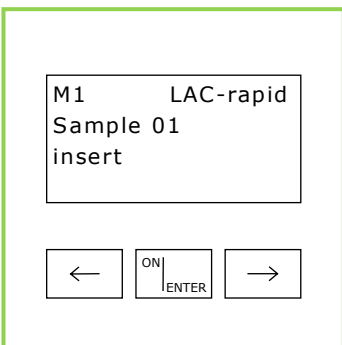 M1 LAC-rapid
Sample 01
insert
← ON ENTER →